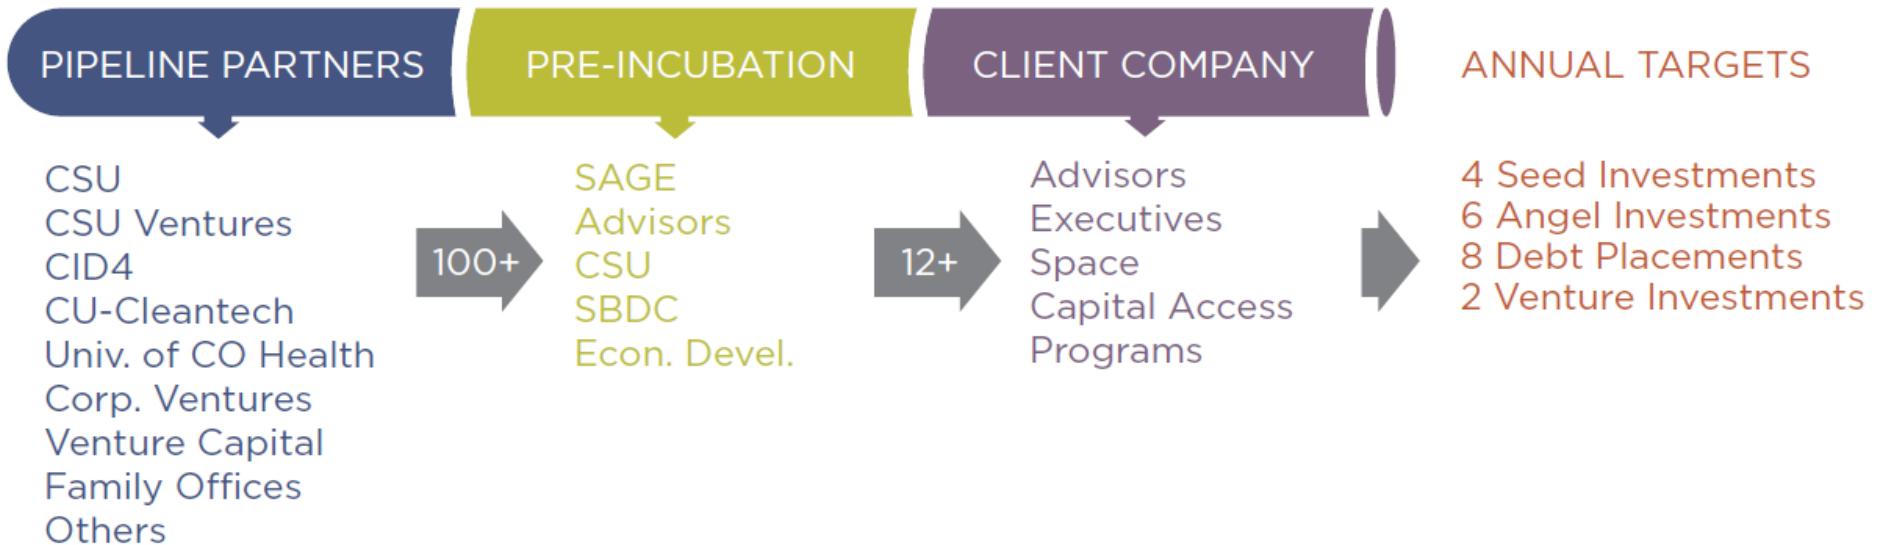 PIPELINE PARTNERS
PRE-INCUBATION
CLIENT COMPANY
ANNUAL TARGETS
CSU
CSU Ventures
CID4
CU-Cleantech
Univ. of CO Health
Corp. Ventures
Venture Capital
Family Offices
Others
100+
SAGE
Advisors
CSU
SBDC
Econ. Devel.
12+
Advisors
Executives
Space
Capital Access
Programs
4 Seed Investments
6 Angel Investments
8 Debt Placements
2 Venture Investments